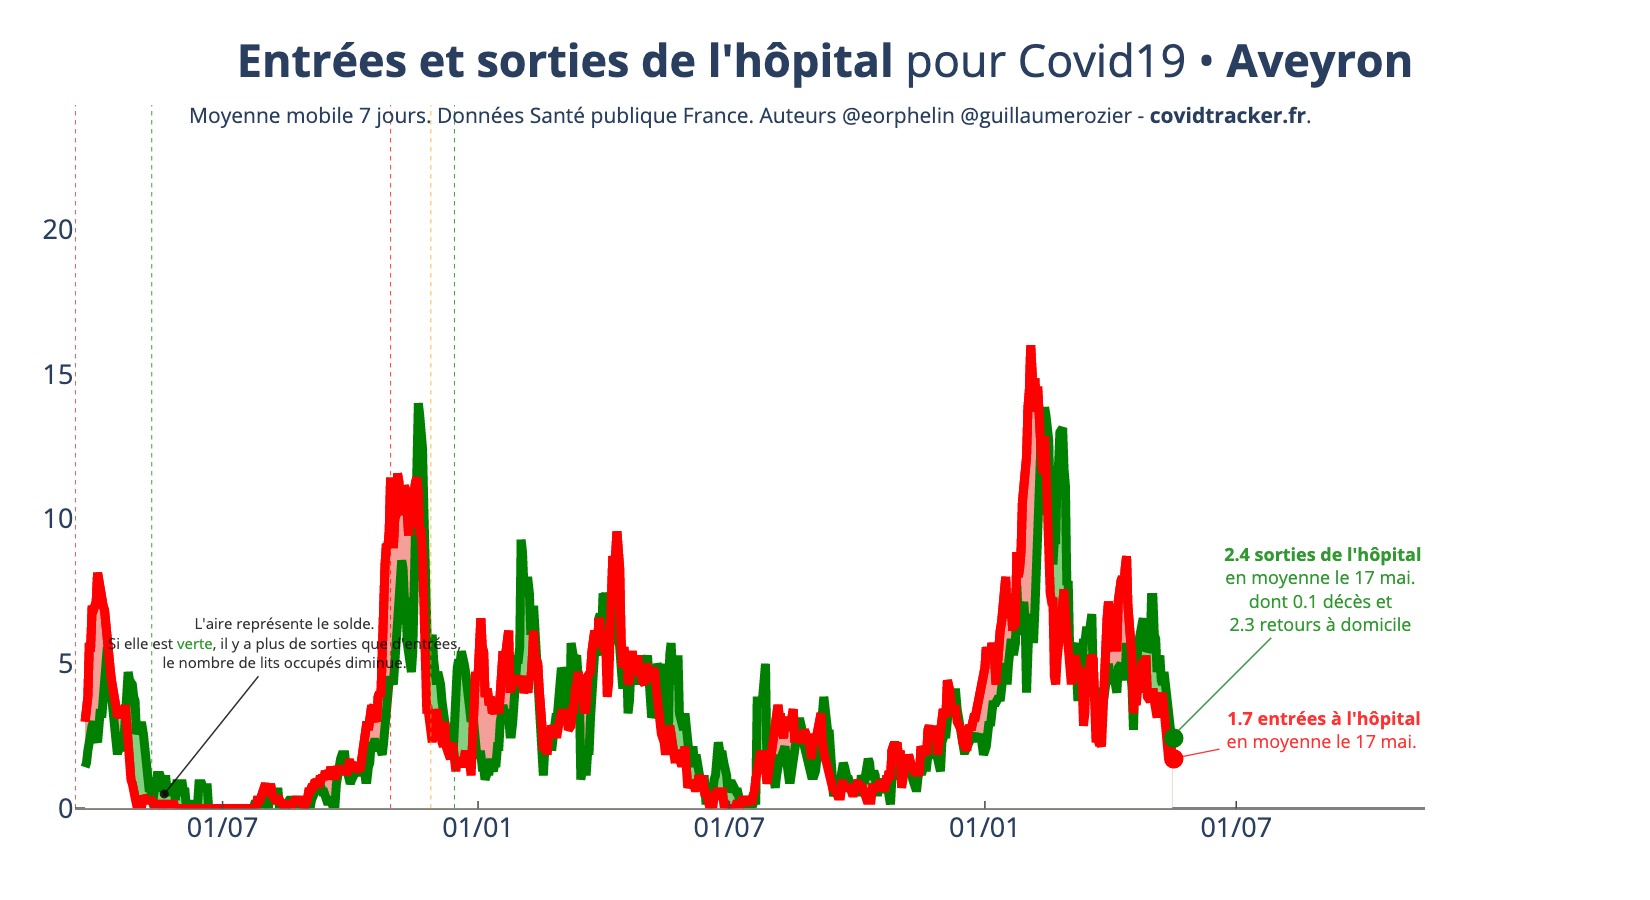 Entrées et sorties de l'hôpital pour Covid19 • Aveyron
Moyenne mobile 7 jours. Données Santé publique France. Auteurs @eorphelin @guillaumerozier - covidtracker.fr.
20
15
10
5
0
L'aire représente le solde.
Si elle est verte, il y a plus de sorties que d'entrées,
le nombre de lits occupés diminue.
2.4 sorties de l'hôpital
en moyenne le 17 mai.
dont 0.1 décès et
2.3 retours à domicile
1.7 entrées à l'hôpital
en moyenne le 17 mai.
01/07 01/01 01/07 01/01 01/07